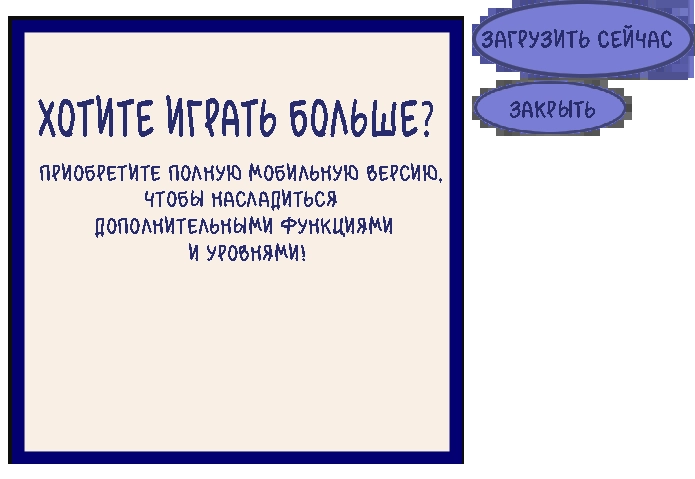 ХОТИТЕ ИГРАТЬ БОЛЬШЕ?
ПРИОБРЕТИТЕ ПОЛНУЮ МОБИЛЬНУЮ ВЕРСИЮ,
ЧТОБЫ НАСЛАДИТЬСЯ
ДОПОЛНИТЕЛЬНЫМИ ФУНКЦИЯМИ
И УРОВНЯМИ!
ЗАГРУЗИТЬ СЕЙЧАС
ЗАКРЫТЬ